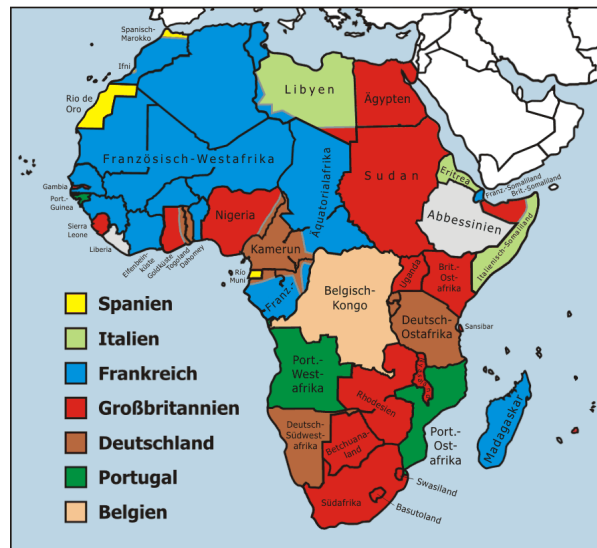 Spanisch-
Marokko
Ifni
Rio de
Oro
Libyen
Ägypten
Französisch-Westafrika
Äquatorialafrika
Sudan
Eritrea
Franz.-Somaliland
Brit.-Somaliland
Gambia
Port.-
Guinea
Sierra
Leone
Liberia
Elfenbein-
küste
Goldküste
Togoland
Dahomey
Nigeria
Kamerun
Abbessinien
Italienisch-Somaliland
Rio
Muni
Franz.-
Uganda
Brit.-
Ost-
afrika
Belgisch-
Kongo
Deutsch-
Ostafrika
Sansibar
Port.-
West-
afrika
Rhodesien
Deutsch-
Südwest-
afrika
Betchuana-
land
Port.-
Ost-
afrika
Madagaskar
Swasiland
Basutoland
Südafrika
Spanien
Italien
Frankreich
Großbritannien
Deutschland
Portugal
Belgien